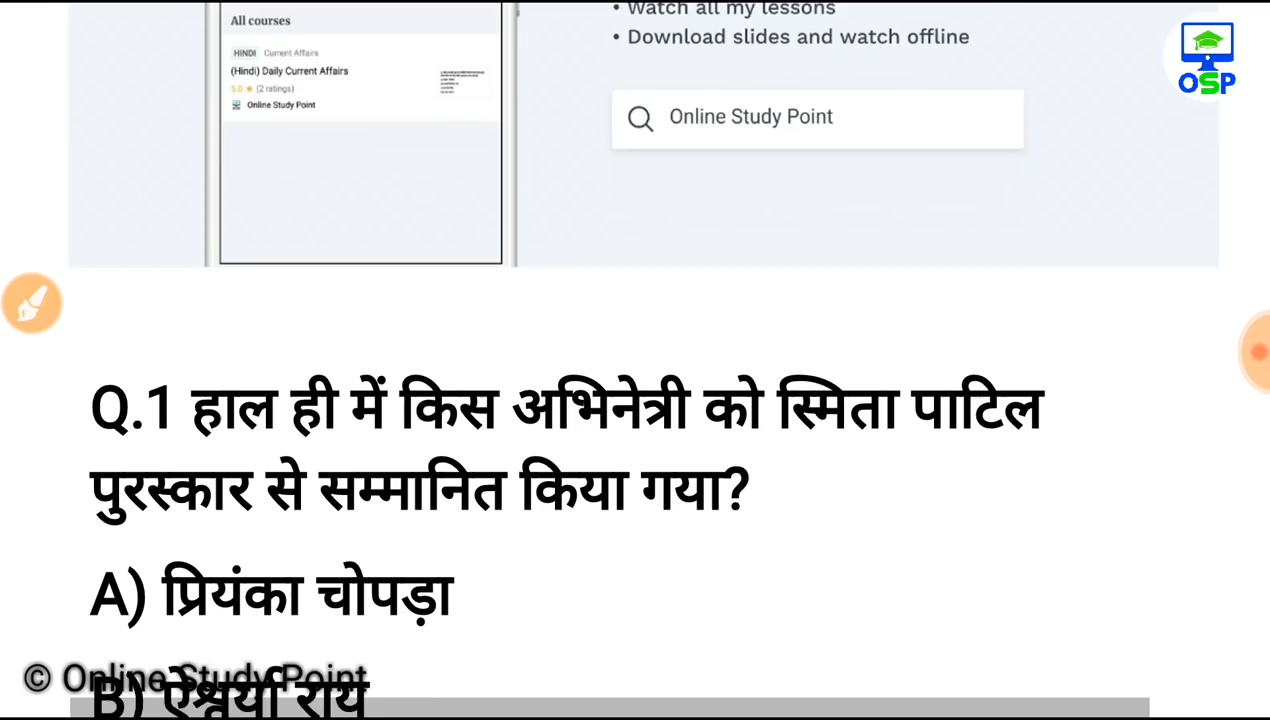 All courses
HINDI Current Affairs
(Hindi) Daily Current Affairs
5.0 ★ (2 ratings)
Online Study Point
• Watch all my lessons
• Download slides and watch offline
Online Study Point
OSP
Q.1 हाल ही में किस अभिनेत्री को स्मिता पाटिल
पुरस्कार से सम्मानित किया गया?
A) प्रियंका चोपड़ा
© Online Study Point
B) ऐश्वर्या राय